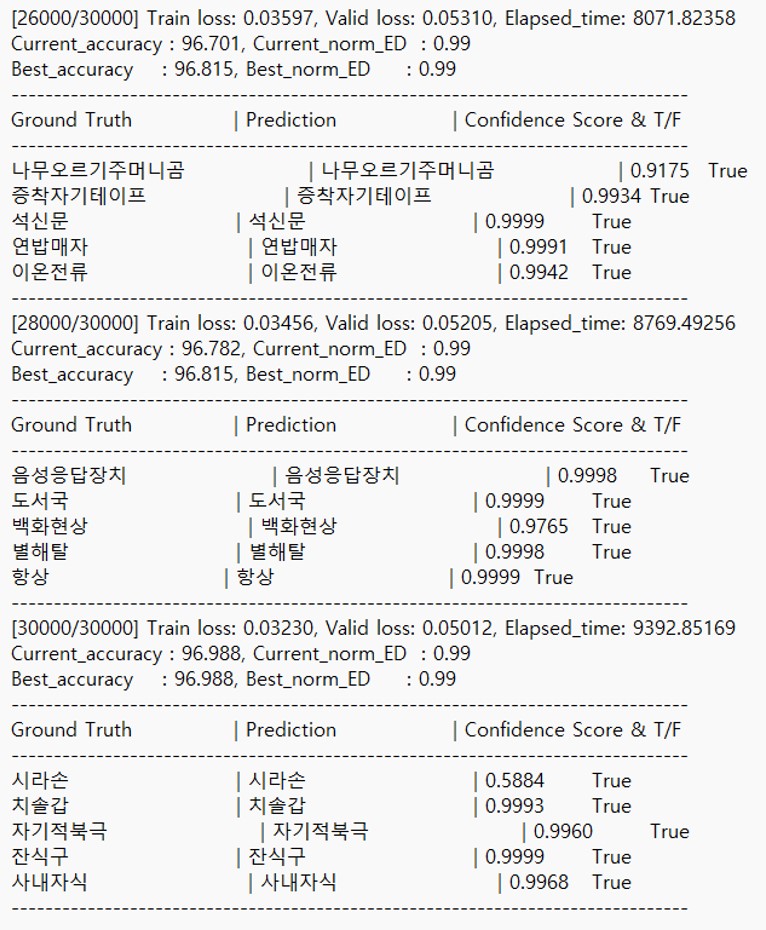 [26000/30000] Train loss: 0.03597, Valid loss: 0.05310, Elapsed_time: 8071.82358
Current_accuracy : 96.701, Current_norm_ED : 0.99
Best_accuracy : 96.815, Best_norm_ED : 0.99
--------------------------------------------------------------------------------
Ground Truth | Prediction | Confidence Score & T/F
--------------------------------------------------------------------------------
나무오르기주머니곰 | 나무오르기주머니곰 | 0.9175 True
증착자기테이프 | 증착자기테이프 | 0.9934 True
석신문 | 석신문 | 0.9999 True
연밥매자 | 연밥매자 | 0.9991 True
이온전류 | 이온전류 | 0.9942 True
--------------------------------------------------------------------------------
[28000/30000] Train loss: 0.03456, Valid loss: 0.05205, Elapsed_time: 8769.49256
Current_accuracy : 96.782, Current_norm_ED : 0.99
Best_accuracy : 96.815, Best_norm_ED : 0.99
--------------------------------------------------------------------------------
Ground Truth | Prediction | Confidence Score & T/F
--------------------------------------------------------------------------------
음성응답장치 | 음성응답장치 | 0.9998 True
도서국 | 도서국 | 0.9999 True
백화현상 | 백화현상 | 0.9765 True
별해탈 | 별해탈 | 0.9998 True
항상 | 항상 | 0.9999 True
--------------------------------------------------------------------------------
[30000/30000] Train loss: 0.03230, Valid loss: 0.05012, Elapsed_time: 9392.85169
Current_accuracy : 96.988, Current_norm_ED : 0.99
Best_accuracy : 96.988, Best_norm_ED : 0.99
--------------------------------------------------------------------------------
Ground Truth | Prediction | Confidence Score & T/F
--------------------------------------------------------------------------------
시라손 | 시라손 | 0.5884 True
치솔갑 | 치솔갑 | 0.9993 True
자기적북극 | 자기적북극 | 0.9960 True
잔식구 | 잔식구 | 0.9999 True
사내자식 | 사내자식 | 0.9968 True
--------------------------------------------------------------------------------